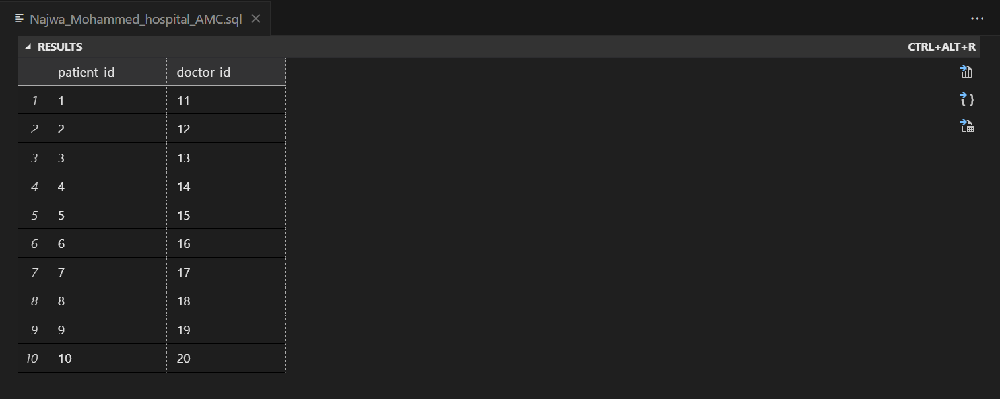 Najwa_Mohammed_hospital_AMC.sql
RESULTS CTRL+ALT+R
patient_id doctor_id
1 1 11
2 2 12
3 3 13
4 4 14
5 5 15
6 6 16
7 7 17
8 8 18
9 9 19
10 10 20